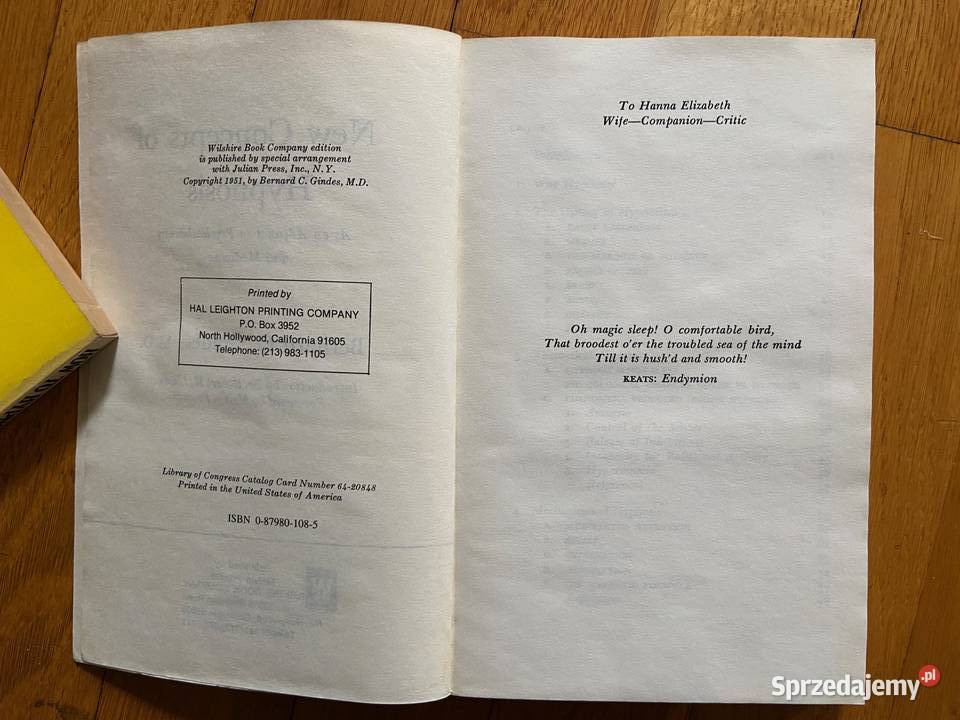 Wilshire Book Company edition
is published by special arrangement
with Julian Press, Inc., N. Y.
Copyright 1951, by Bernard C. Gindes, M.D.
Printed by
HAL LEIGHTON PRINTING COMPANY
P.O. Box 3952
North Hollywood, California 91605
Telephone: (213) 983-1105
Library of Congress Catalog Card Number 64-20848
Printed in the United States of America
ISBN 0-87980-108-5
To Hanna Elizabeth
Wife—Companion—Critic
Oh magic sleep! O comfortable bird,
That broodest o'er the troubled sea of the mind
Till it is hush'd and smooth!
KEATS: Endymion
Sprzedajemy.pl